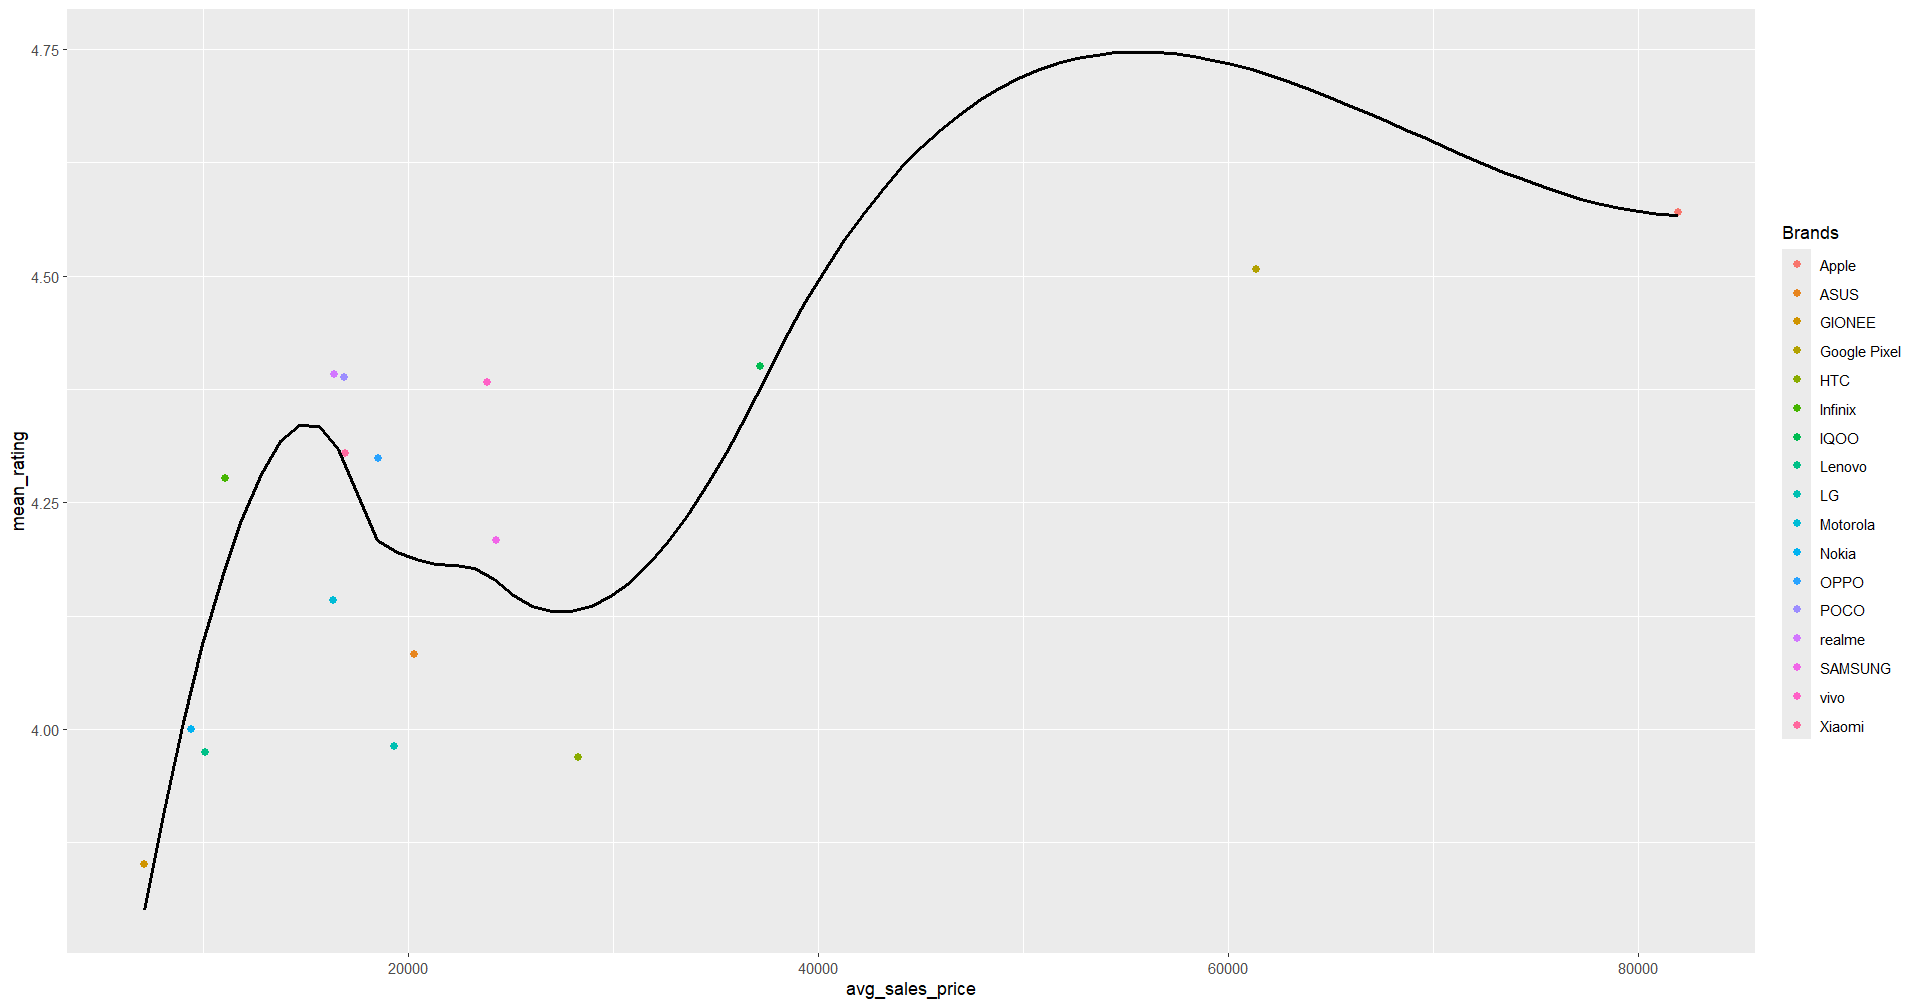 4.75
4.50
4.25
4.00
mean_rating
20000
40000
60000
80000
avg_sales_price
Brands
Apple
ASUS
GIONEE
Google Pixel
HTC
Infinix
IQOO
Lenovo
LG
Motorola
Nokia
OPPO
POCO
realme
SAMSUNG
vivo
Xiaomi